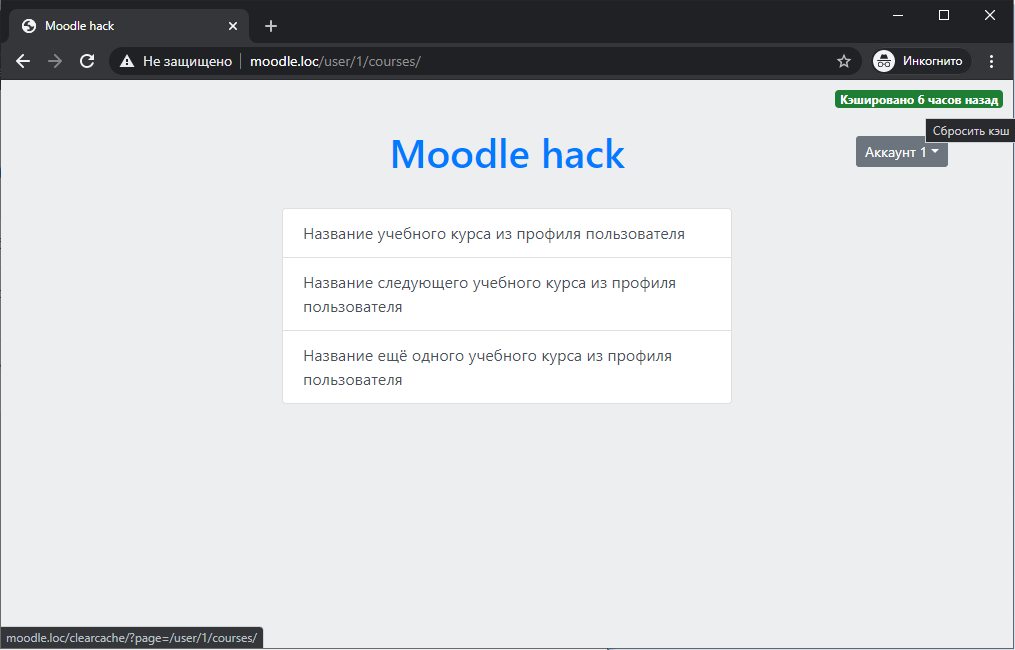 Moodle hack
Не защищено
moodle.loc/user/1/courses/
Инкогнито
Кэшировано 6 часов назад
Сбросить кэш
Moodle hack
Аккаунт 1
Название учебного курса из профиля пользователя
Название следующего учебного курса из профиля
пользователя
Название ещё одного учебного курса из профиля
пользователя
moodle.loc/clearcache/?page=/user/1/courses/